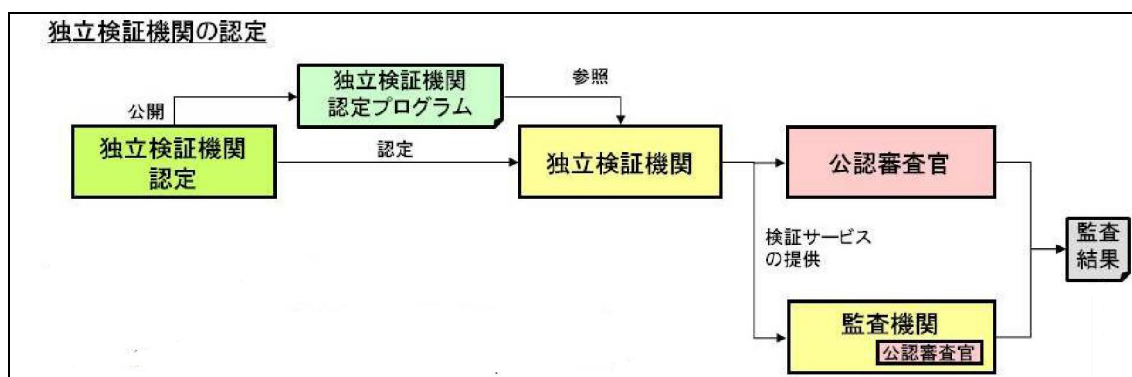 独立検証機関の認定
独立検証機関
認定プログラム
参照
公開
独立検証機関
認定
認定
独立検証機関
公認審査官
検証サービス
の提供
監査
結果
監査機関
公認審査官